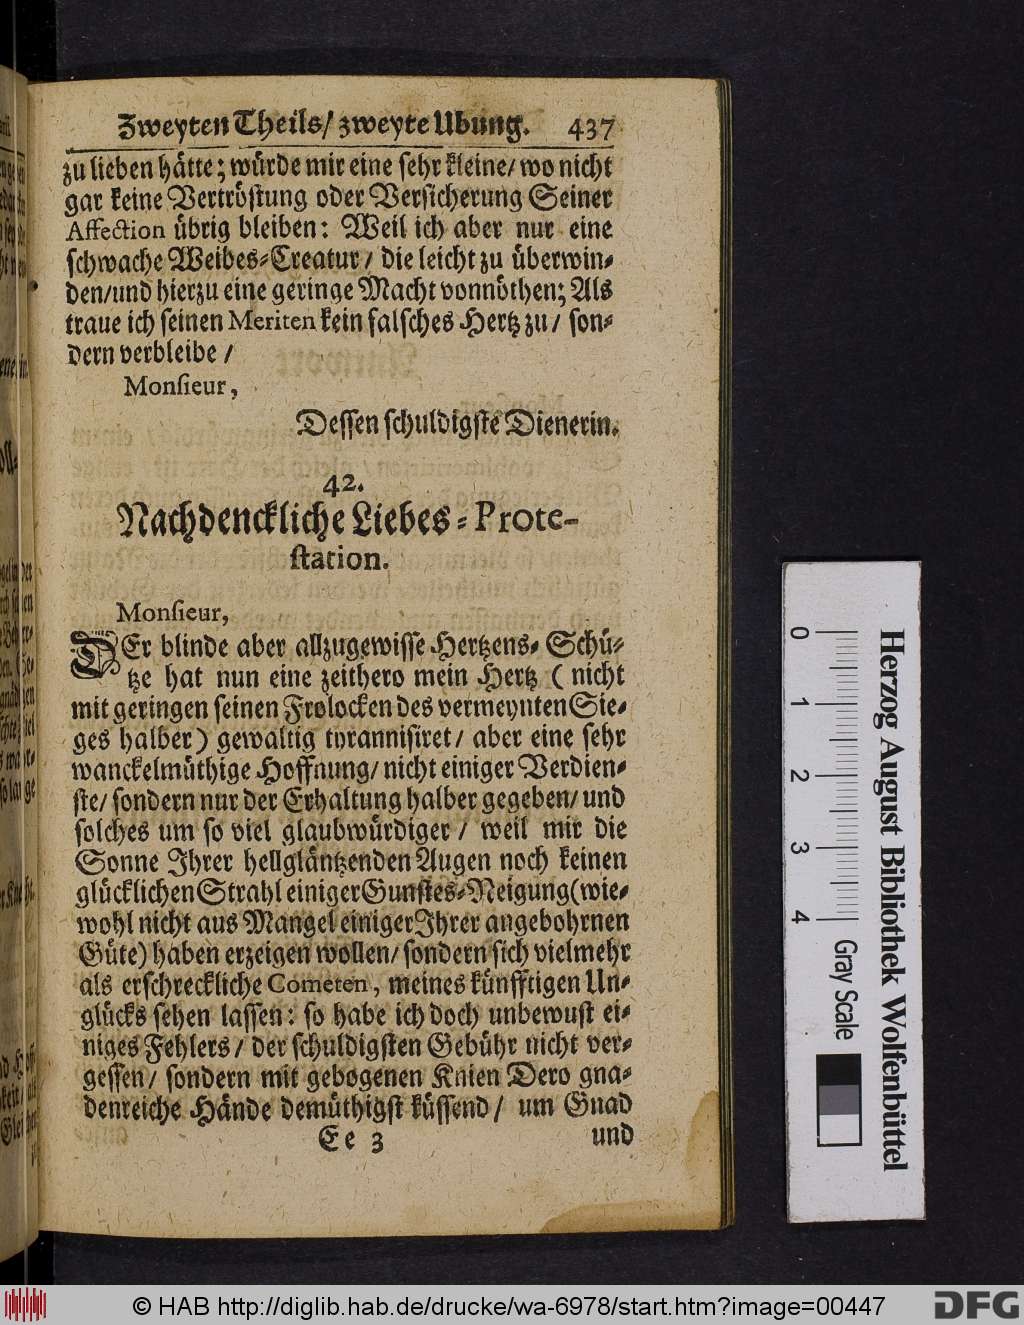 Zweyten Theils/ zweyte Ubung. 437
zu lieben hätte; würde mir eine sehr kleine/ wo nicht
gar keine Vertröstung oder Versicherung Seiner
Affection übrig bleiben: Weil ich aber nur eine
schwache Weibes-Creatur / die leicht zu überwin-
den/und hierzu eine geringe Macht vonnöthen; Als
traue ich seinen Meriten kein falsches Hertz zu / son-
dern verbleibe /
Monsieur,
Dessen schuldigste Dienerin.
42.
Nachdenckliche Liebes-Prote-
station.
Monsieur,
DEr blinde aber allzugewisse Hertzens-Schü-
tze hat nun eine zeithero mein Hertz ( nicht
mit geringen seinen Frolocken des vermeynten Sie-
ges halber) gewaltig tyrannisiret/ aber eine sehr
wanckelmüthige Hoffnung/ nicht einiger Verdien-
ste/ sondern nur der Erhaltung halber gegeben/ und
solches um so viel glaubwürdiger / weil mir die
Sonne Ihrer hellgläntzenden Augen noch keinen
glücklichen Strahl einiger Gunstes-Neigung (wie-
wohl nicht aus Mangel einiger Ihrer angebohrnen
Güte) haben erzeigen wollen/ sondern sich vielmehr
als erschreckliche Cometen, meines künfftigen Un-
glücks sehen lassen: so habe ich doch unbewust ei-
niges Fehlers / der schuldigsten Gebühr nicht ver-
gessen/ sondern mit gebogenen Knien Dero gna-
denreiche Hände demüthigst küssend/ um Gnad
Ee 3 und
0 1 2 3 4 Gray Scale
Herzog August Bibliothek Wolfenbüttel
© HAB http://diglib.hab.de/drucke/wa-6978/start.htm?image=00447 DFG